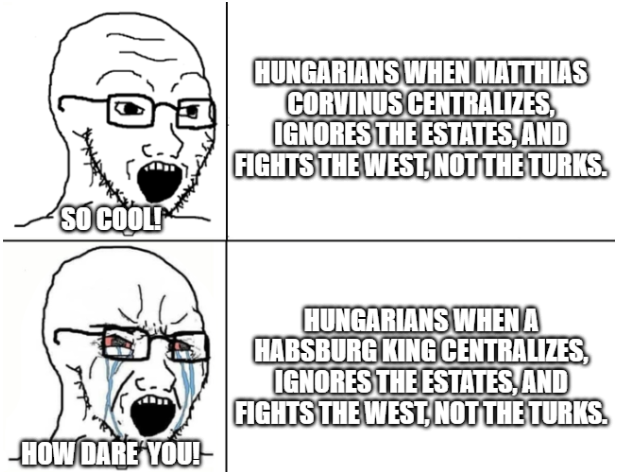 HUNGARIANS WHEN MATTHIAS
CORVINUS CENTRALIZES,
IGNORES THE ESTATES, AND
FIGHTS THE WEST, NOT THE TURKS.
SO COOL!
HUNGARIANS WHEN A
HABSBURG KING CENTRALIZES,
IGNORES THE ESTATES, AND
FIGHTS THE WEST, NOT THE TURKS.
HOW DARE YOU!